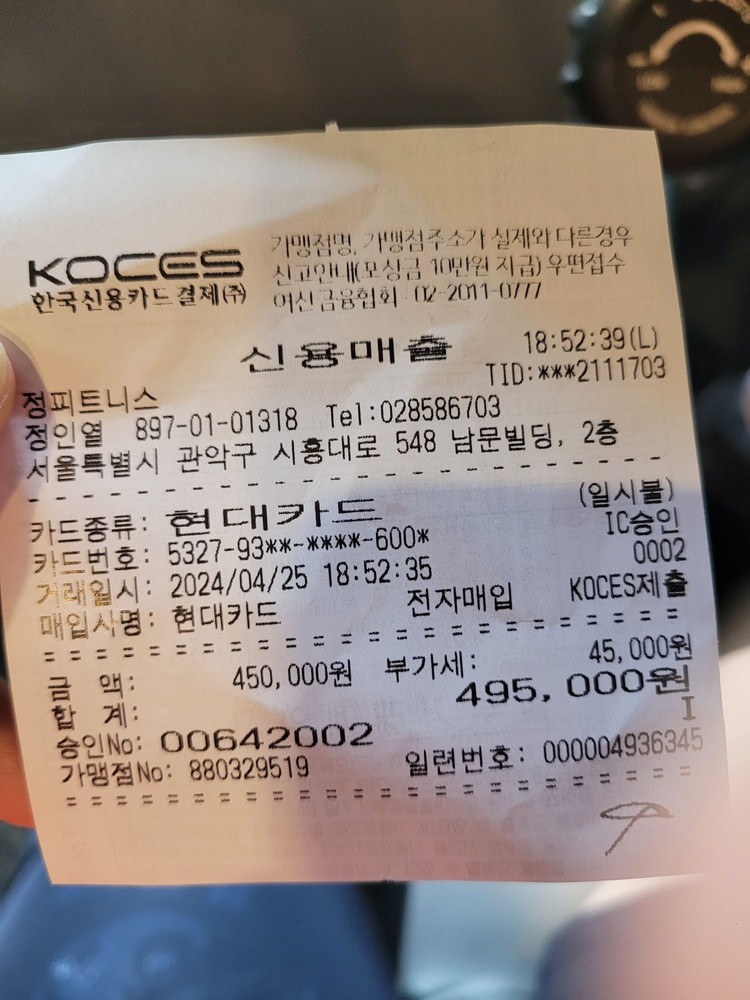 KOCES
한국신용카드결제(주)
가맹점명, 가맹점주소가 실제와 다른경우
신고안내(포상금 10만원 지급) 우편접수
여신금융협회 : 02-2011-0777
신용매출
18:52:39(L)
TID:***2111703
정피트니스
정인열 897-01-01318 Tel:028586703
서울특별시 관악구 시흥대로 548 남문빌딩, 2층
카드종류: 현대카드 (일시불)
카드번호: 5327-93**-****-600* IC승인
거래일시: 2024/04/25 18:52:35 0002
매입사명: 현대카드 전자매입 KOCES제출
금 액: 450,000원 부가세: 45,000원
합 계: 495,000원
I
승인No: 00642002
가맹점No: 880329519 일련번호: 000004936345